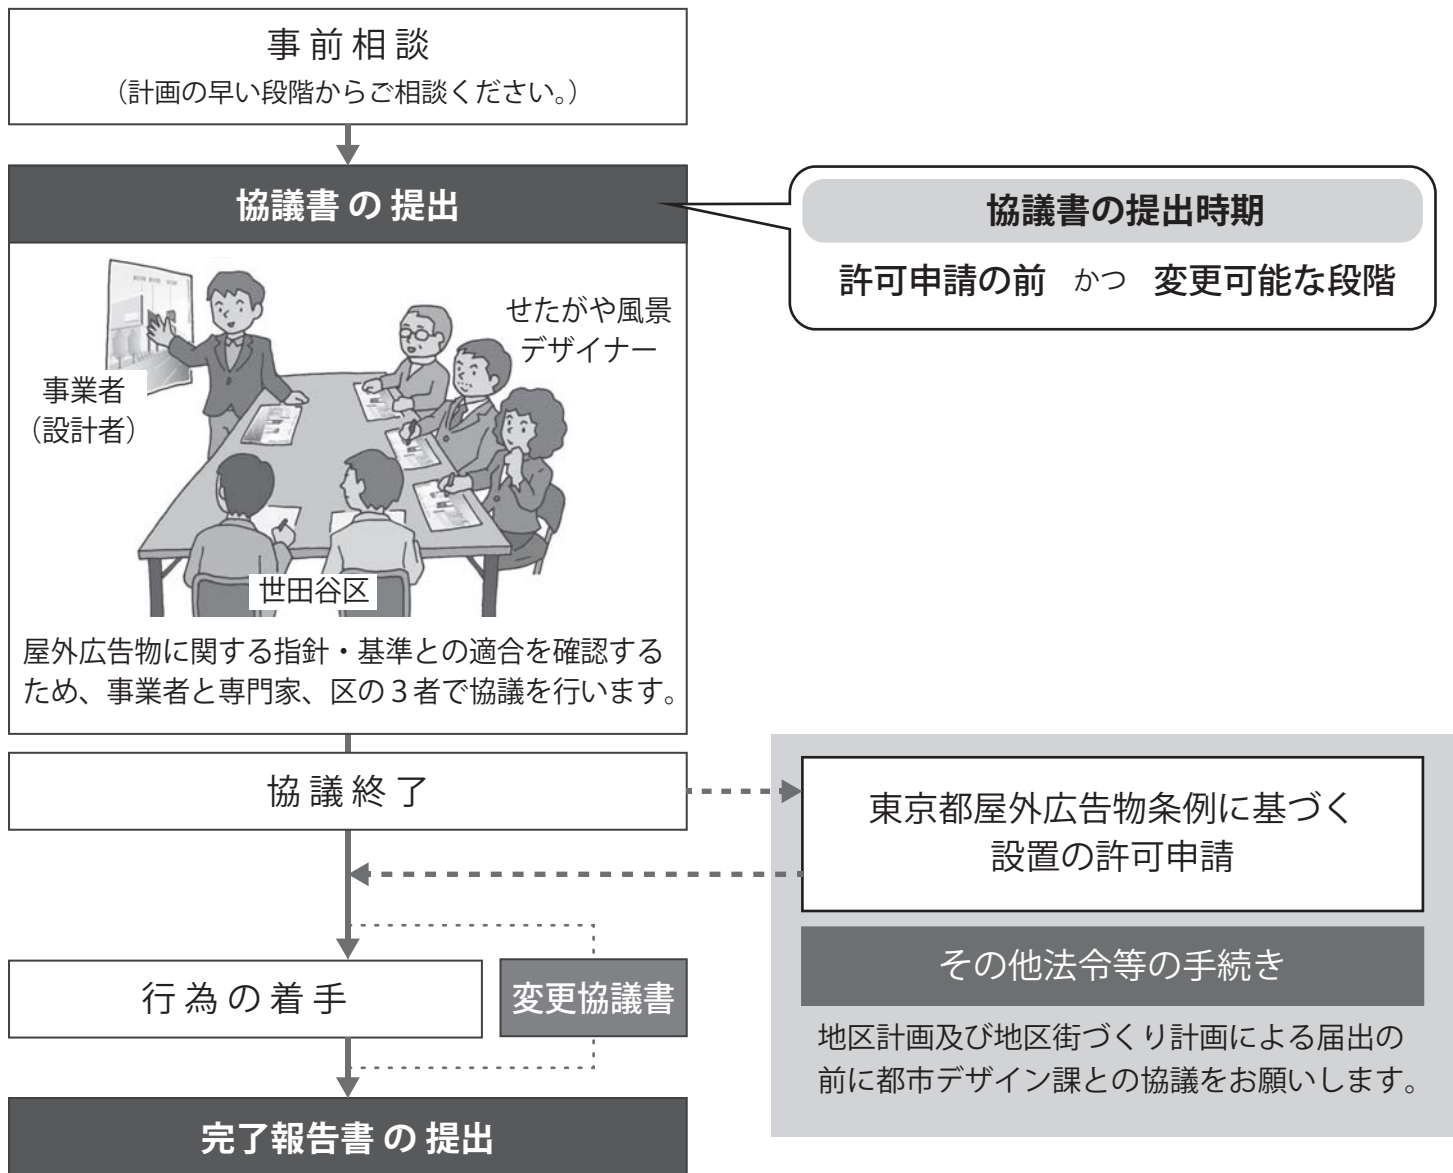 事前相談
（計画の早い段階からご相談ください。）
協議書の提出
協議書の提出時期
許可申請の前 かつ 変更可能な段階
せたがや風景
デザイナー
事業者
（設計者）
世田谷区
屋外広告物に関する指針・基準との適合を確認する
ため、事業者と専門家、区の３者で協議を行います。
協議終了
東京都屋外広告物条例に基づく
設置の許可申請
その他法令等の手続き
地区計画及び地区街づくり計画による届出の
前に都市デザイン課との協議をお願いします。
行為の着手
変更協議書
完了報告書の提出